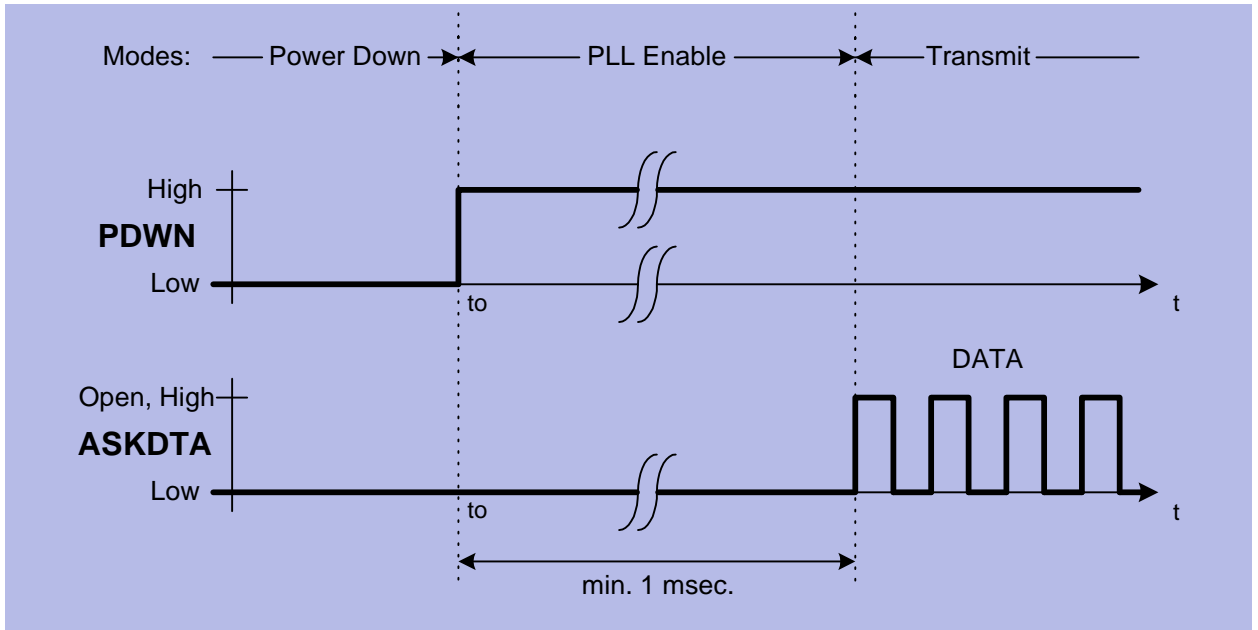 Modes: Power Down PLL Enable Transmit
High
PDWN
Low
to
t
DATA
Open, High
ASKDTA
Low
to
t
min. 1 msec.